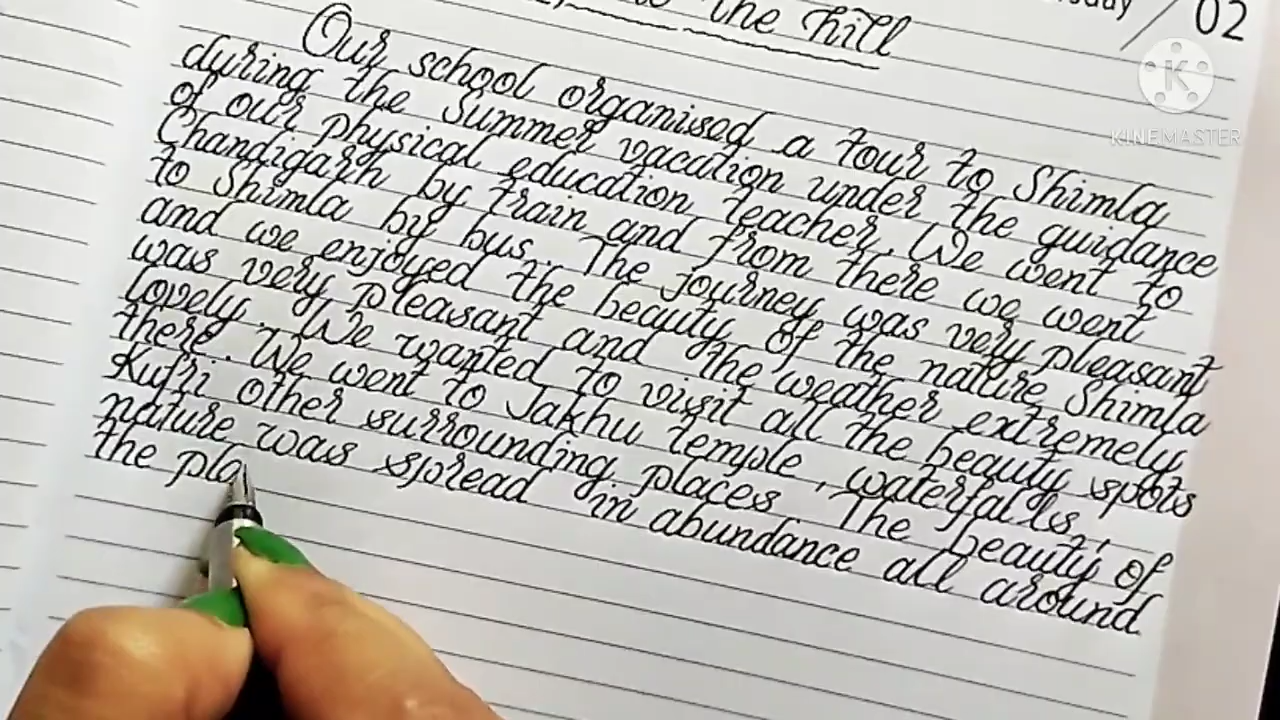 the hill
02
KINEMASTER
Our school organised a tour to Shimla
during the Summer vacation under the guidance
of our physical education teacher. We went to
Chandigarh by train and from there we went
to Shimla by bus. The journey was very pleasant
and we enjoyed the beauty of the nature Shimla
was very pleasant and the weather extremely
lovely. We wanted to visit all the beauty spots
there. We went to Jakhu temple, waterfalls,
Kufri other surrounding places. The beauty of
nature was spread in abundance all around
the pla